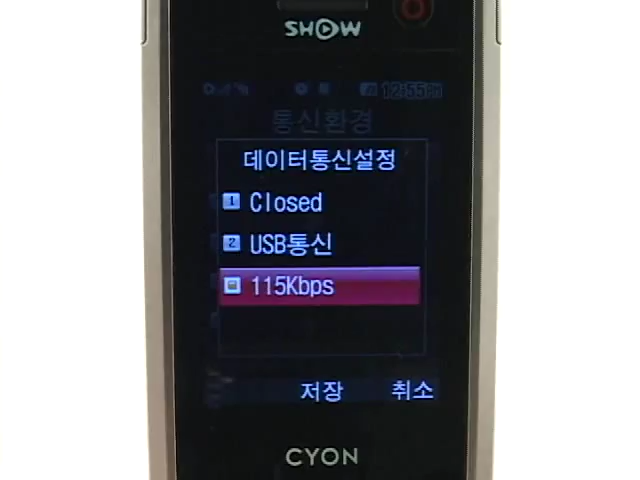 SHOW
12:55PM
통신환경
데이터통신설정
1 Closed
2 USB통신
115Kbps
저장 취소
CYON